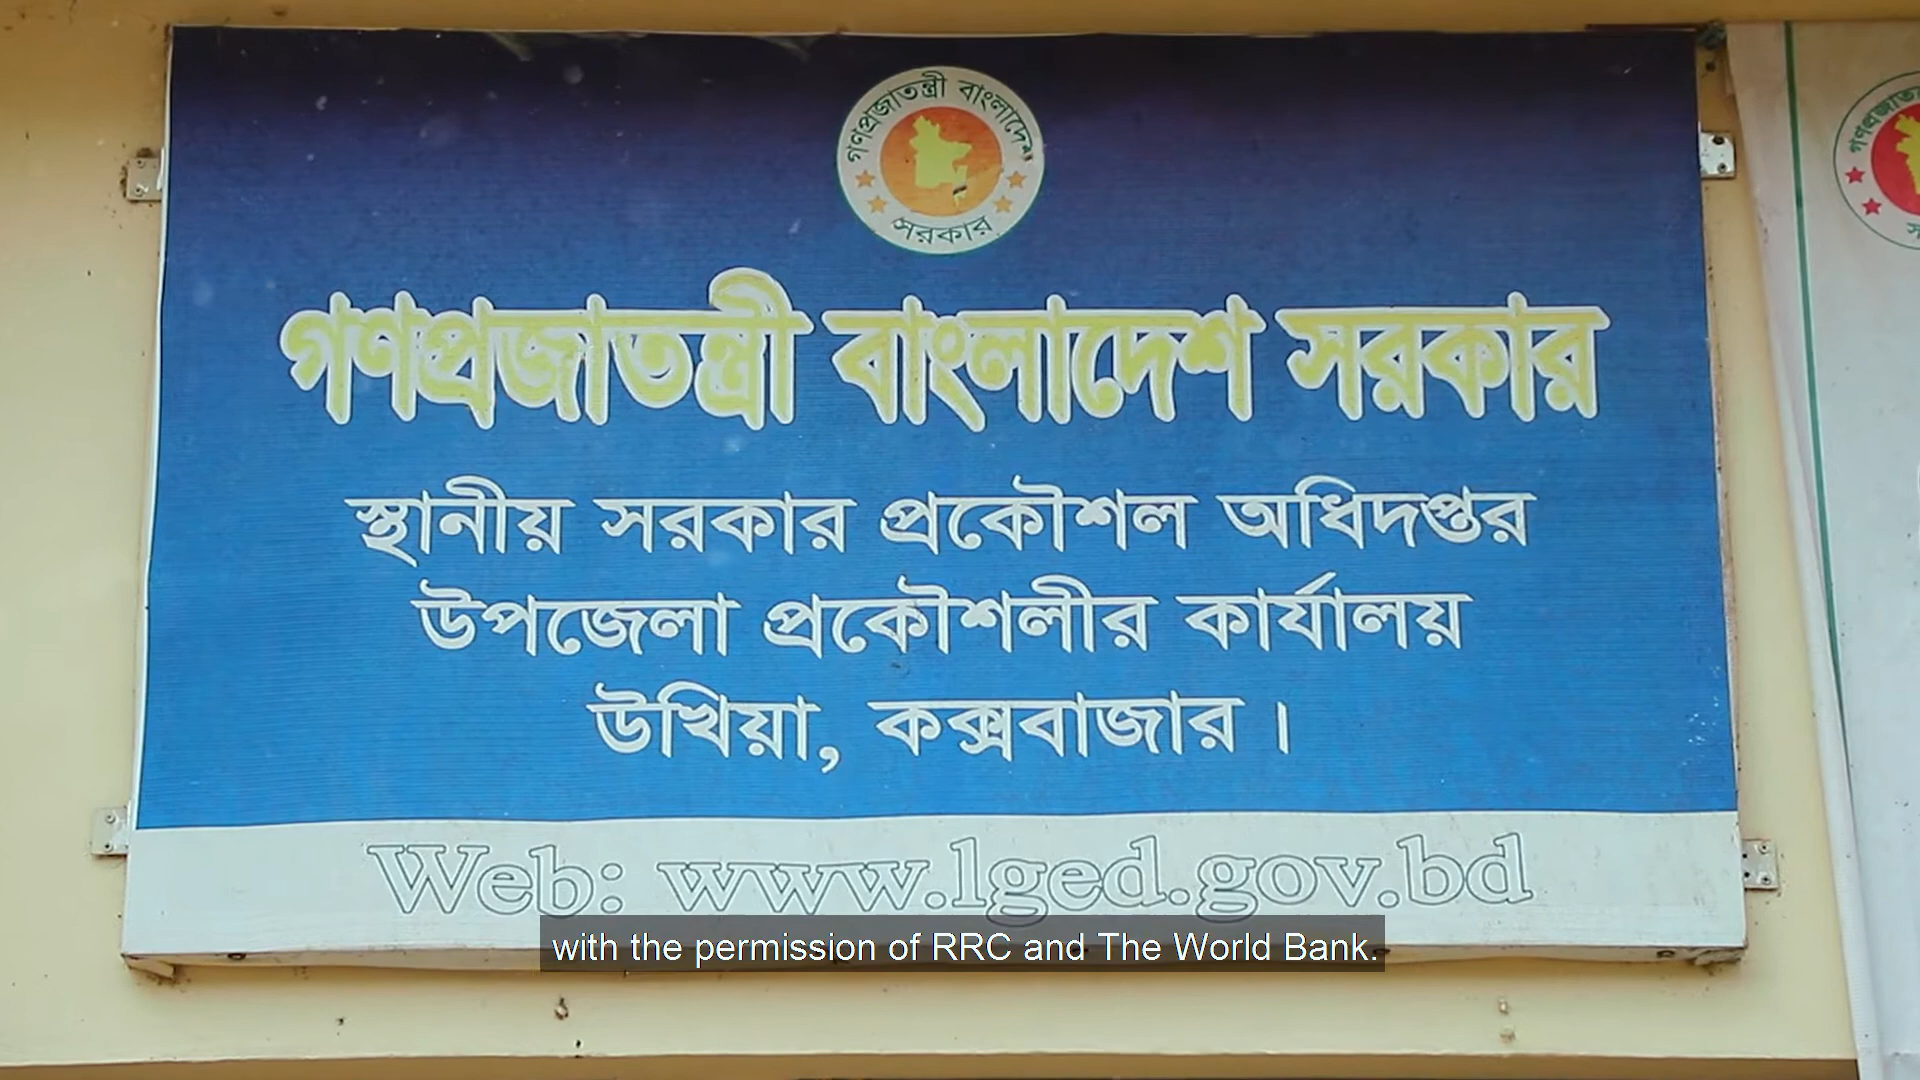 গণপ্রজাতন্ত্রী বাংলাদেশ
সরকার
গণপ্রজাতন্ত্রী বাংলাদেশ সরকার
স্থানীয় সরকার প্রকৌশল অধিদপ্তর
উপজেলা প্রকৌশলীর কার্যালয়
উখিয়া, কক্সবাজার।
Web: www.lged.gov.bd
with the permission of RRC and The World Bank.